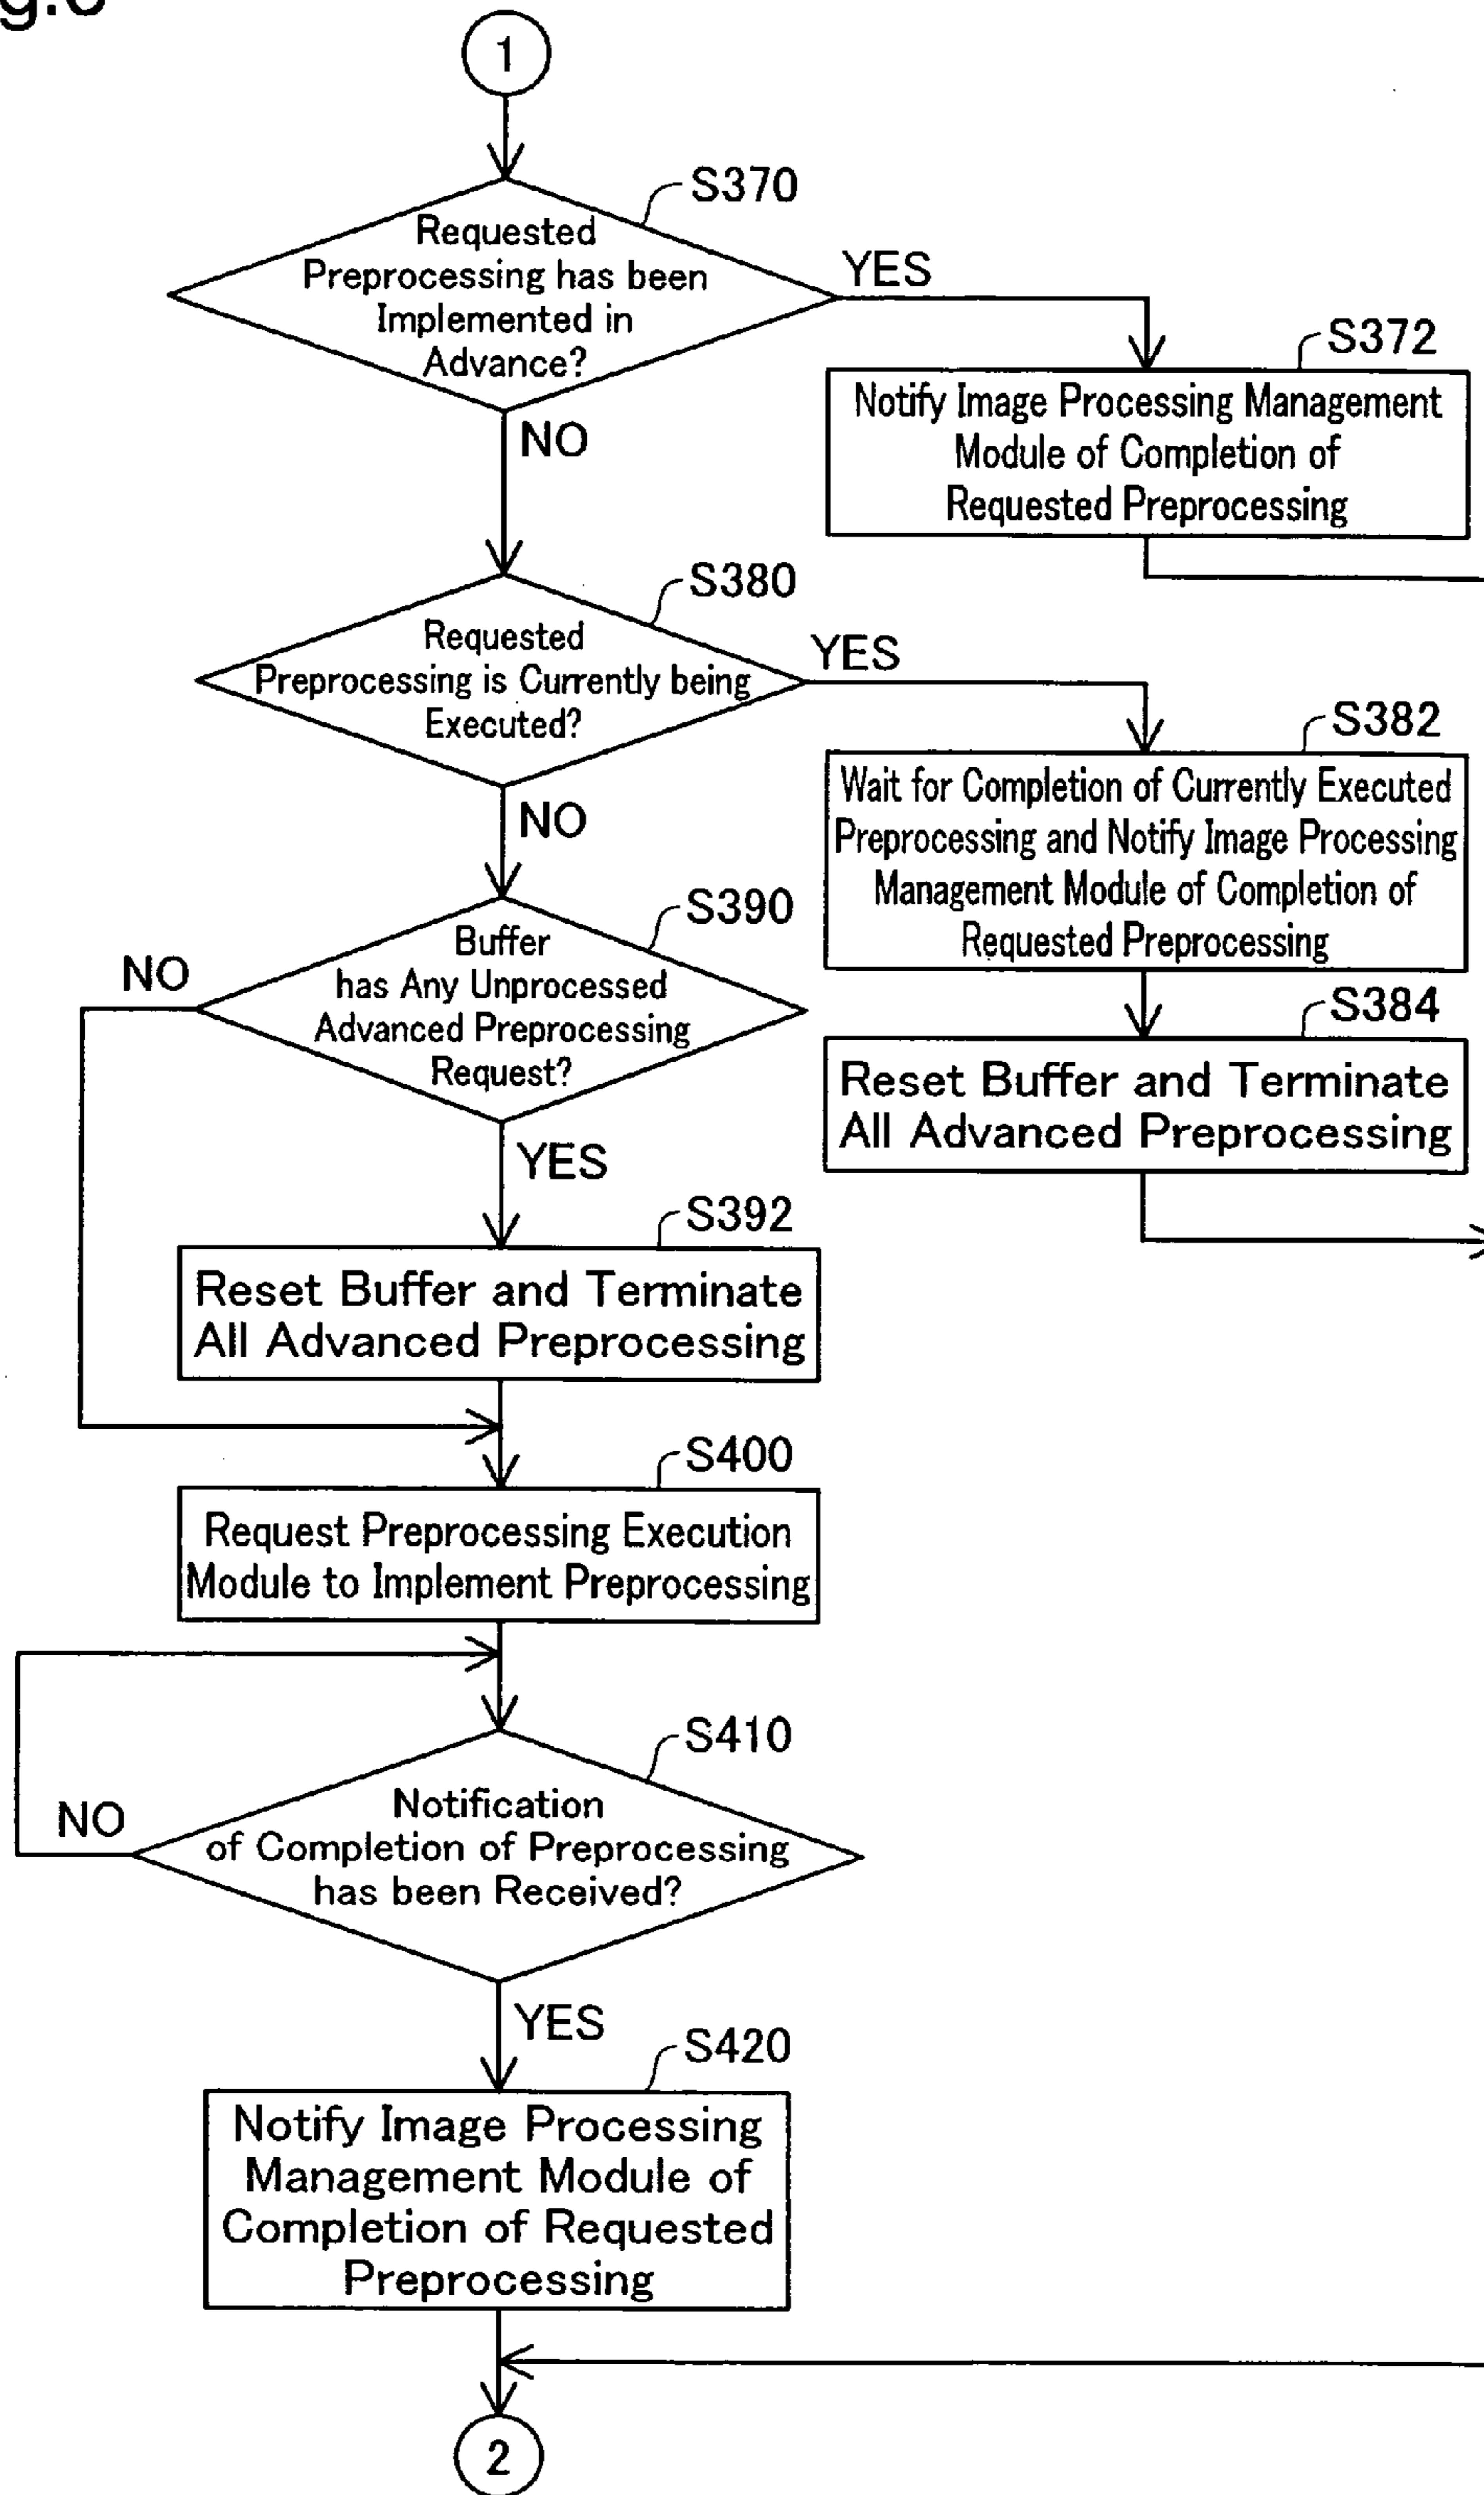 1
S370
Requested
Preprocessing has been
Implemented in
Advance?
YES
NO
S372
Notify Image Processing Management
Module of Completion of
Requested Preprocessing
S380
Requested
Preprocessing is Currently being
Executed?
YES
NO
S382
Wait for Completion of Currently Executed
Preprocessing and Notify Image Processing
Management Module of Completion of
Requested Preprocessing
S384
Reset Buffer and Terminate
All Advanced Preprocessing
S390
Buffer
has Any Unprocessed
Advanced Preprocessing
Request?
NO
YES
S392
Reset Buffer and Terminate
All Advanced Preprocessing
S400
Request Preprocessing Execution
Module to Implement Preprocessing
S410
Notification
of Completion of Preprocessing
has been Received?
NO
YES
S420
Notify Image Processing
Management Module of
Completion of Requested
Preprocessing
2